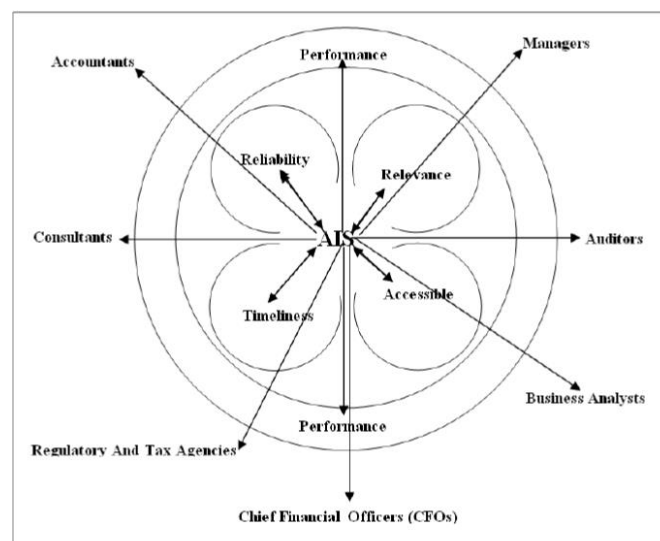 Managers
Performance
Accountants
Reliability
Relevance
Consultants
AIS
Auditors
Accessible
Timeliness
Business Analysts
Performance
Regulatory And Tax Agencies
Chief Financial Officers (CFOs)